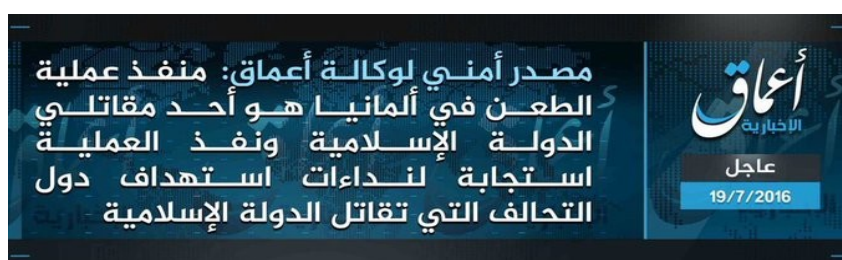 مصدر أمني لوكالة أعماق: منفذ عملية
الطعن في ألمانيا هو أحد مقاتلي
الدولة الإسلامية ونفذ العملية
استجابة لنداءات استهداف دول
التحالف التي تقاتل الدولة الإسلامية
أعماق
الإخبارية
عاجل
19/7/2016